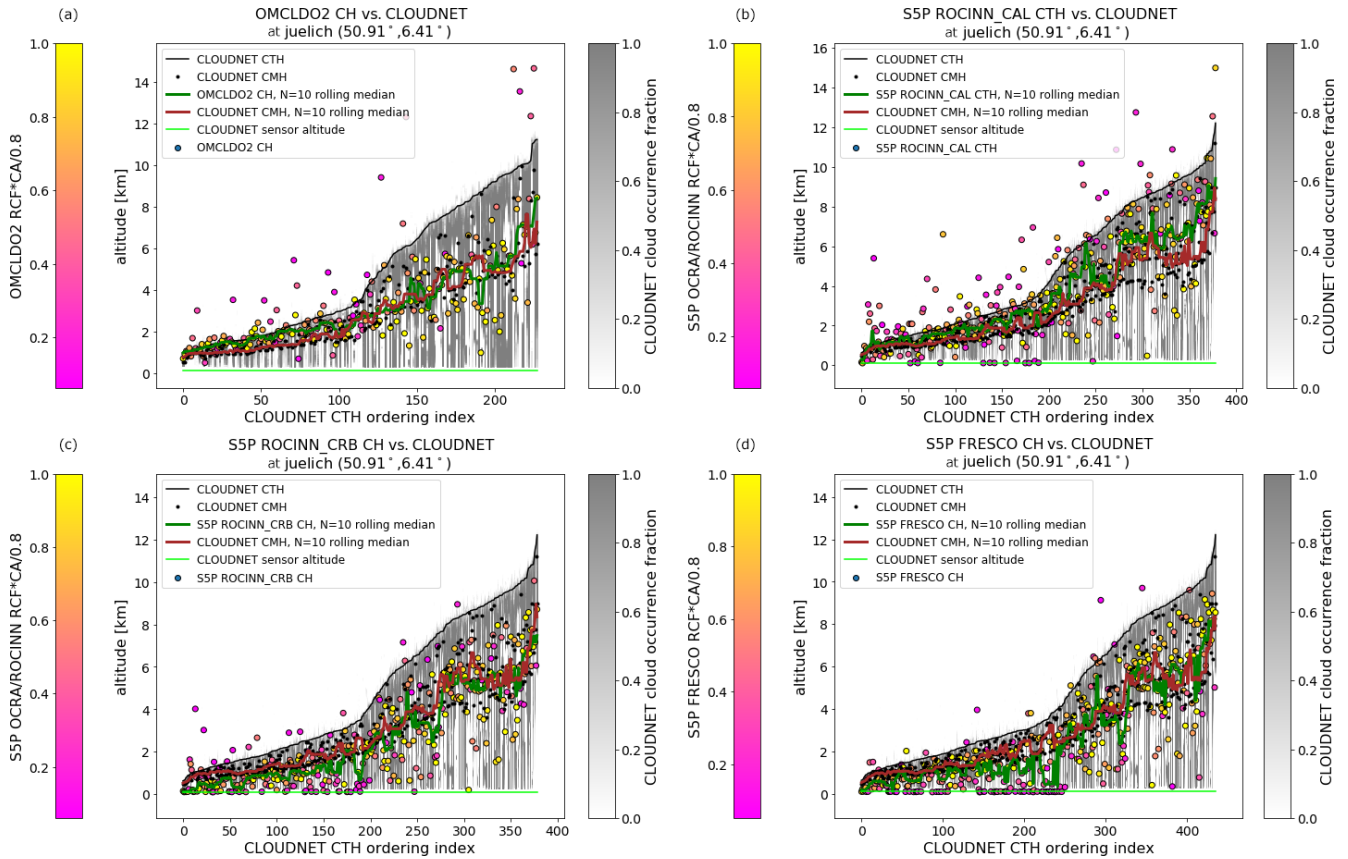 (a)
OMCLDO2 CH vs. CLOUDNET
at juelich (50.91°,6.41°)
OMCLDO2 RCF*CA/0.8
1.0
0.8
0.6
0.4
0.2
altitude [km]
14
12
10
8
6
4
2
0
CLOUDNET CTH
CLOUDNET CMH
OMCLDO2 CH, N=10 rolling median
CLOUDNET CMH, N=10 rolling median
CLOUDNET sensor altitude
OMCLDO2 CH
0
50
100
150
200
CLOUDNET CTH ordering index
1.0
0.8
0.6
0.4
0.2
0.0
CLOUDNET cloud occurrence fraction
(b)
S5P ROCINN_CAL CTH vs. CLOUDNET
at juelich (50.91°,6.41°)
S5P OCRA/ROCINN RCF*CA/0.8
1.0
0.8
0.6
0.4
0.2
altitude [km]
16
14
12
10
8
6
4
2
0
CLOUDNET CTH
CLOUDNET CMH
S5P ROCINN_CAL CTH, N=10 rolling median
CLOUDNET CMH, N=10 rolling median
CLOUDNET sensor altitude
S5P ROCINN_CAL CTH
0
50
100
150
200
250
300
350
400
CLOUDNET CTH ordering index
1.0
0.8
0.6
0.4
0.2
0.0
CLOUDNET cloud occurrence fraction
(c)
S5P ROCINN_CRB CH vs. CLOUDNET
at juelich (50.91°,6.41°)
S5P OCRA/ROCINN RCF*CA/0.8
1.0
0.8
0.6
0.4
0.2
altitude [km]
14
12
10
8
6
4
2
0
CLOUDNET CTH
CLOUDNET CMH
S5P ROCINN_CRB CH, N=10 rolling median
CLOUDNET CMH, N=10 rolling median
CLOUDNET sensor altitude
S5P ROCINN_CRB CH
0
50
100
150
200
250
300
350
400
CLOUDNET CTH ordering index
1.0
0.8
0.6
0.4
0.2
0.0
CLOUDNET cloud occurrence fraction
(d)
S5P FRESCO CH vs. CLOUDNET
at juelich (50.91°,6.41°)
S5P FRESCO RCF*CA/0.8
1.0
0.8
0.6
0.4
0.2
altitude [km]
14
12
10
8
6
4
2
0
CLOUDNET CTH
CLOUDNET CMH
S5P FRESCO CH, N=10 rolling median
CLOUDNET CMH, N=10 rolling median
CLOUDNET sensor altitude
S5P FRESCO CH
0
100
200
300
400
CLOUDNET CTH ordering index
1.0
0.8
0.6
0.4
0.2
0.0
CLOUDNET cloud occurrence fraction